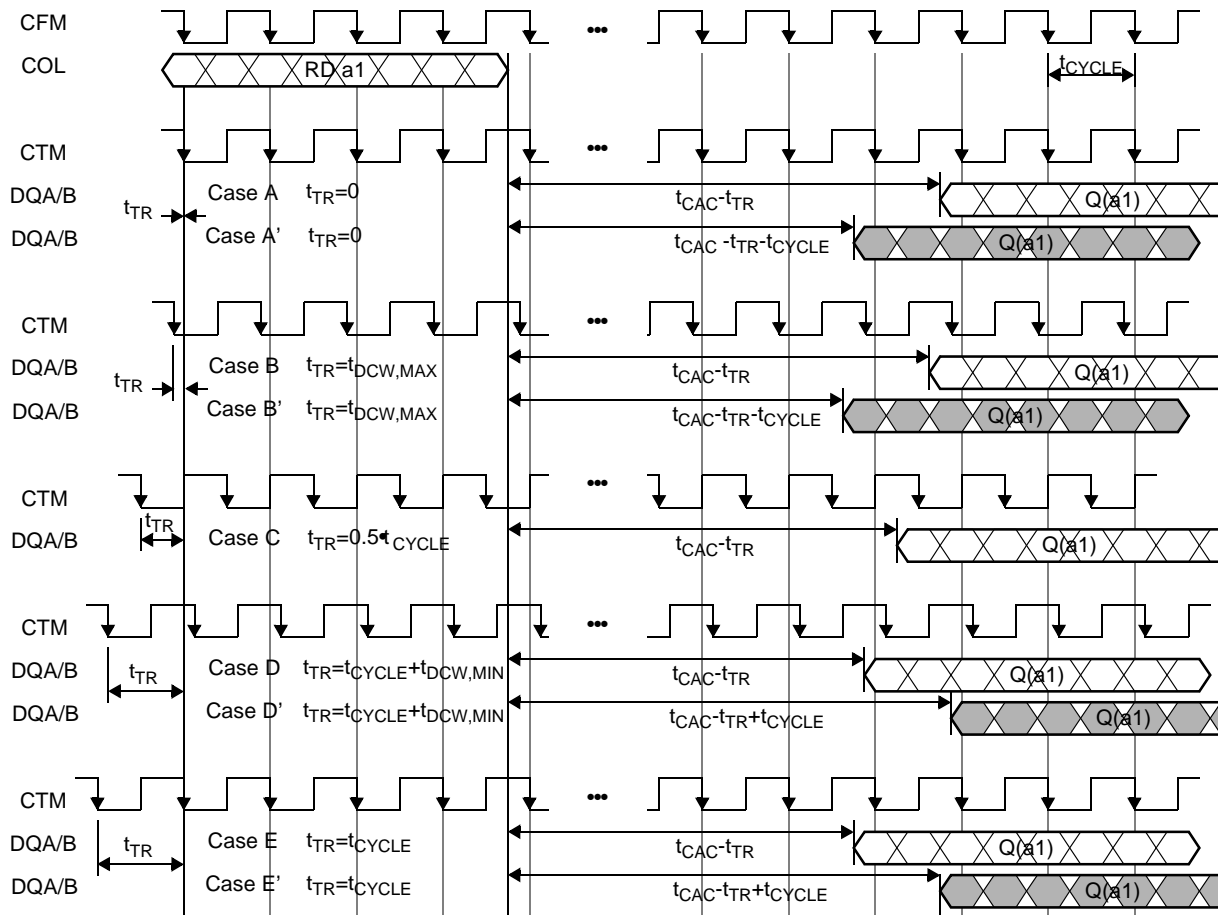 CFM •••
COL RD a1 tCYCLE
CTM •••
DQA/B Case A tTR=0 tCAC-tTR Q(a1)
tTR
DQA/B Case A’ tTR=0 tCAC -tTR-tCYCLE Q(a1)
CTM •••
DQA/B Case B tTR=tDCW,MAX tCAC-tTR Q(a1)
tTR
DQA/B Case B’ tTR=tDCW,MAX tCAC-tTR-tCYCLE Q(a1)
CTM •••
tTR
DQA/B Case C tTR=0.5•tCYCLE tCAC-tTR Q(a1)
CTM •••
DQA/B tTR Case D tTR=tCYCLE+tDCW,MIN tCAC-tTR Q(a1)
DQA/B Case D’ tTR=tCYCLE+tDCW,MIN tCAC-tTR+tCYCLE Q(a1)
CTM •••
DQA/B tTR Case E tTR=tCYCLE tCAC-tTR Q(a1)
DQA/B Case E’ tTR=tCYCLE tCAC-tTR+tCYCLE Q(a1)